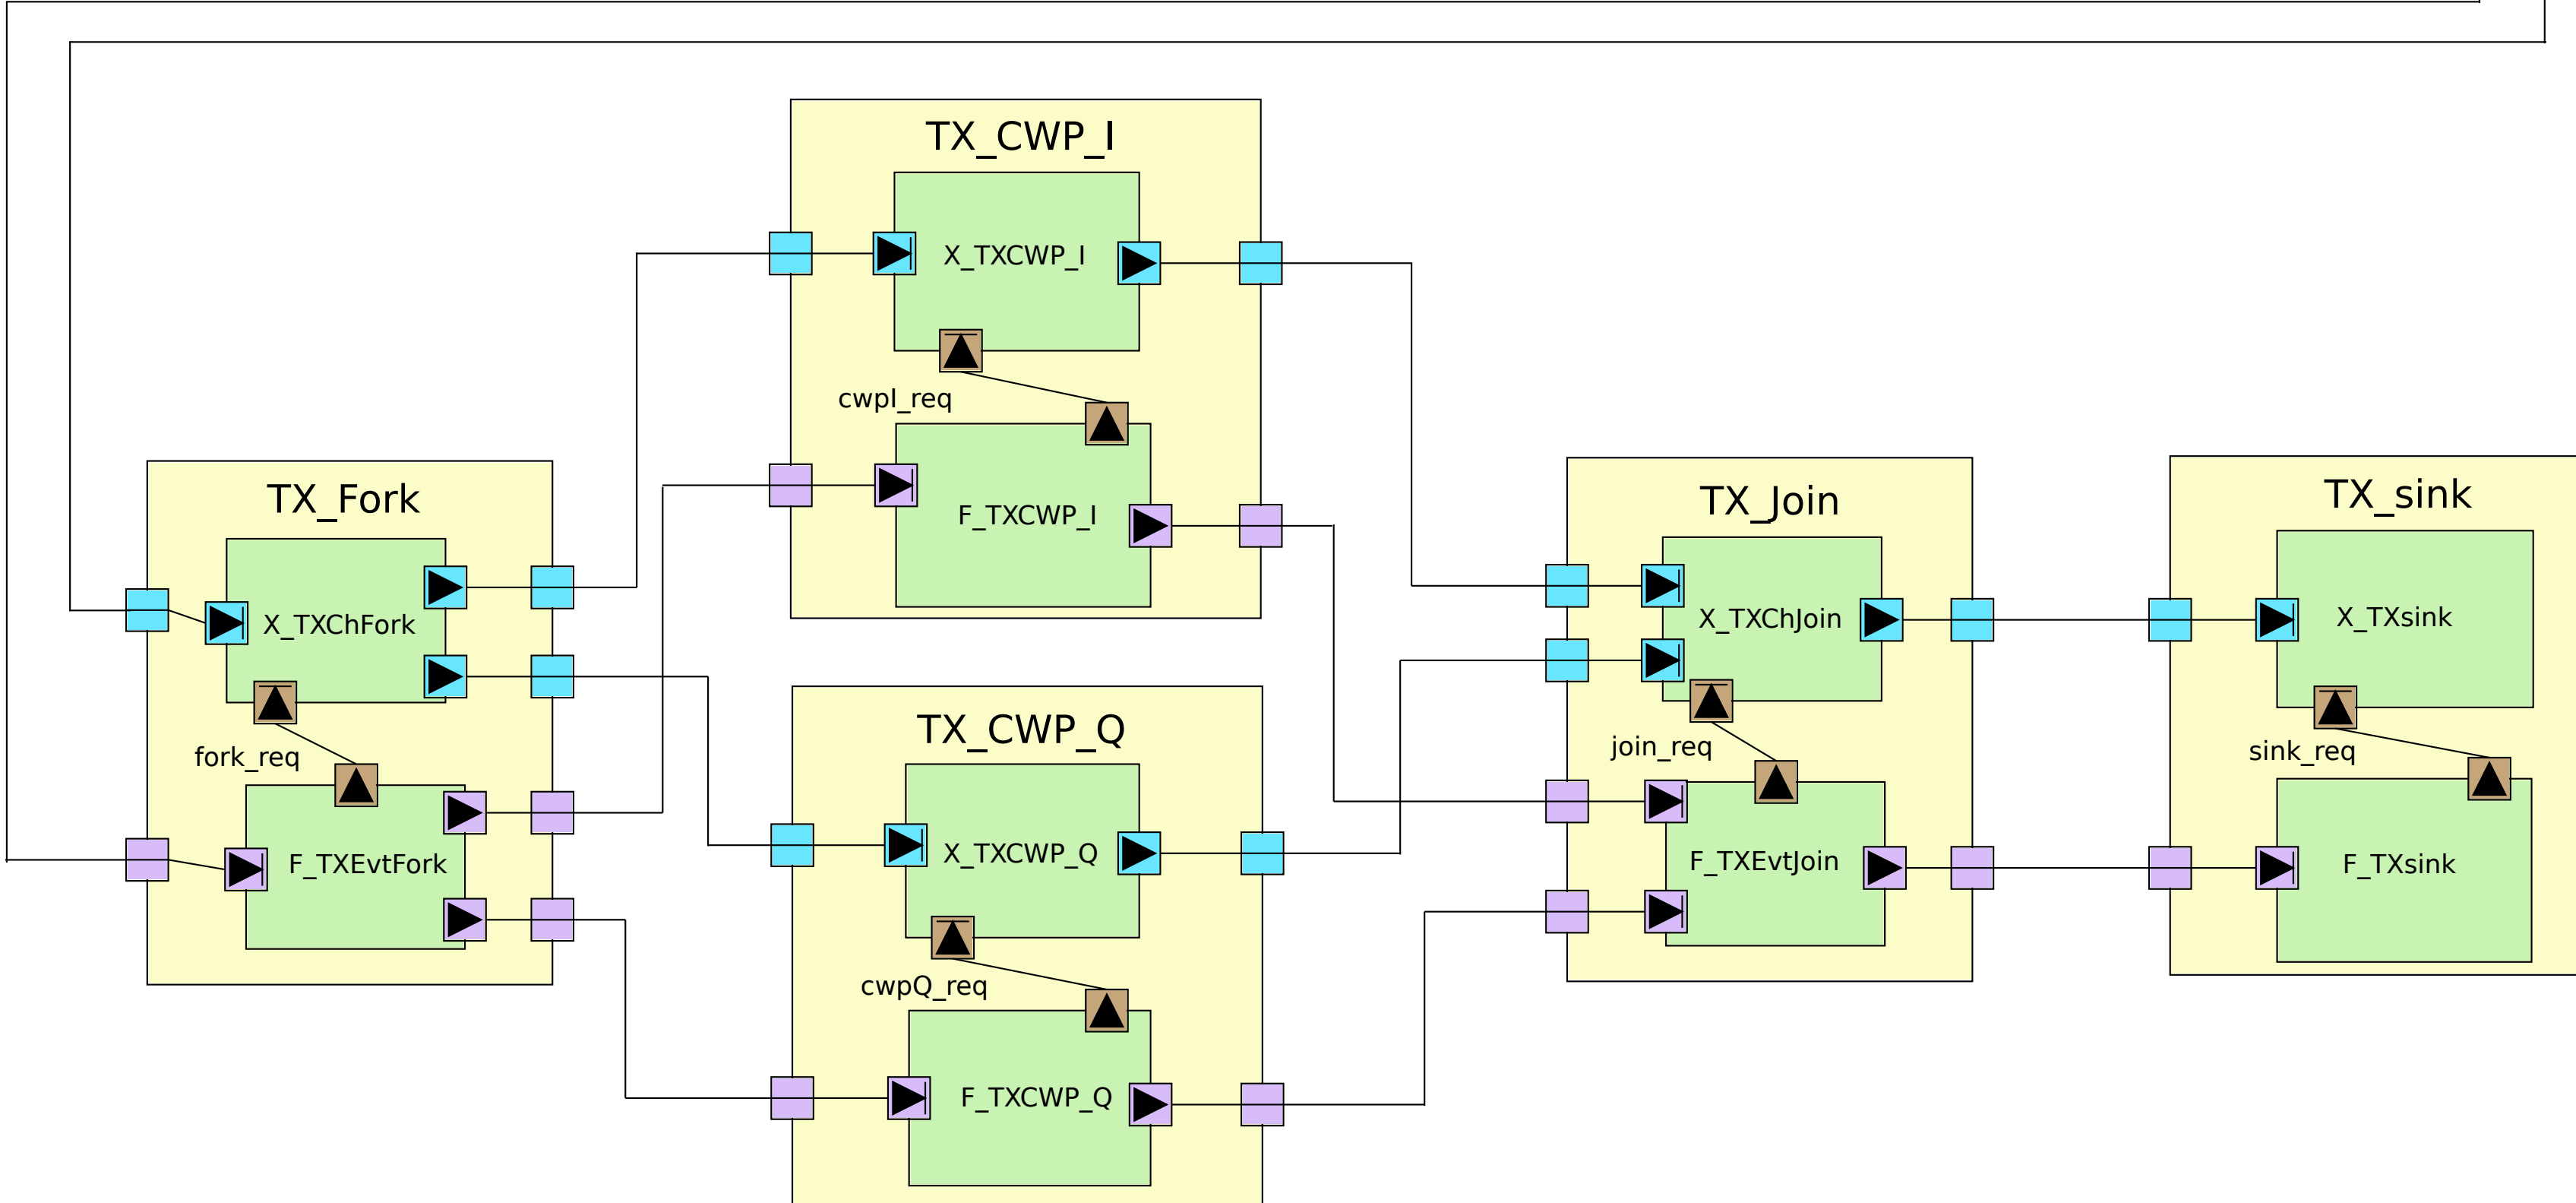 TX_CWP_I
X_TXCWP_I
cwpI_req
F_TXCWP_I
TX_Fork
X_TXChFork
fork_req
F_TXEvtFork
TX_CWP_Q
X_TXCWP_Q
cwpQ_req
F_TXCWP_Q
TX_Join
X_TXChJoin
join_req
F_TXEvtJoin
TX_sink
X_TXsink
sink_req
F_TXsink